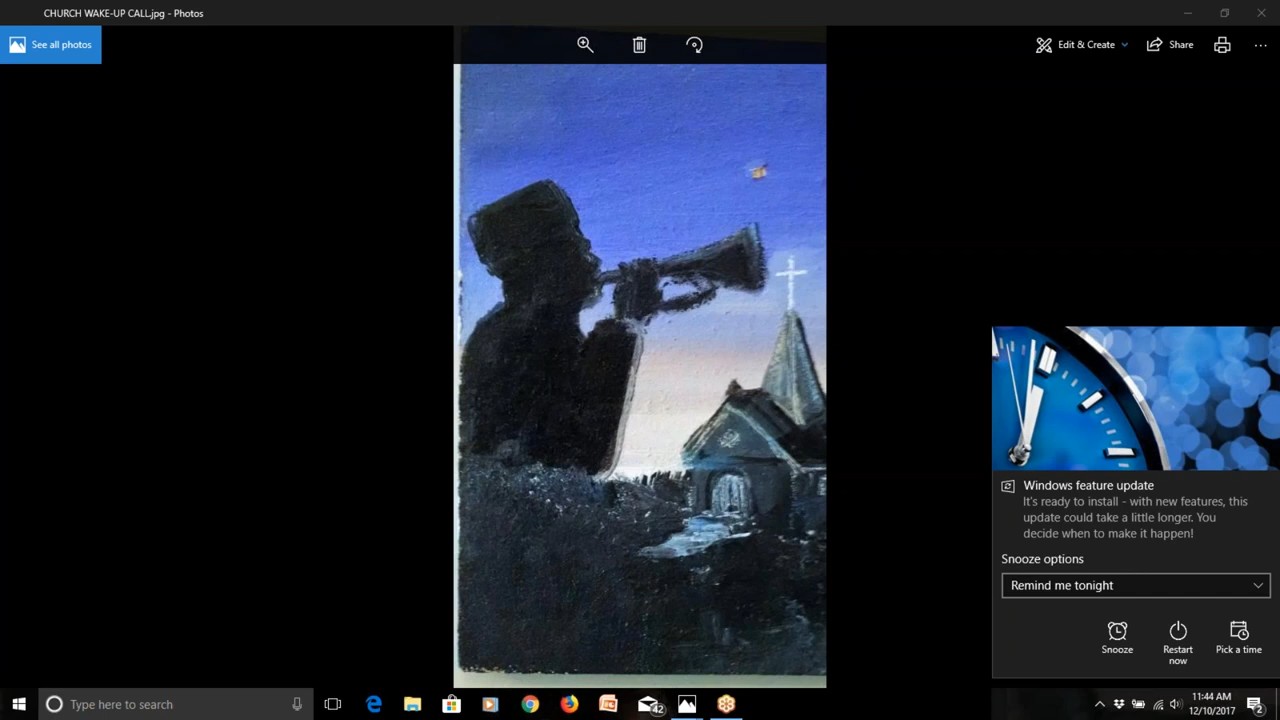 CHURCH WAKE-UP CALL.jpg - Photos
See all photos
Edit & Create
Share
Windows feature update
It's ready to install - with new features, this
update could take a little longer. You
decide when to make it happen!
Snooze options
Remind me tonight
Snooze
Restart
now
Pick a time
Type here to search
42
11:44 AM
12/10/2017
2